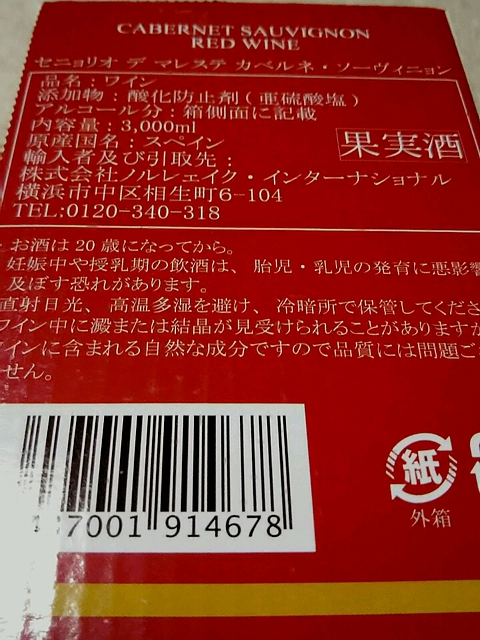 CABERNET SAUVIGNON
RED WINE
セニョリオ デ マレステ カベルネ・ソーヴィニョン
品名：ワイン
添加物：酸化防止剤（亜硫酸塩）
アルコール分：箱側面に記載
内容量：3,000ml
原産国名：スペイン
果実酒
輸入者及び引取先：
株式会社ノルレェイク・インターナショナル
横浜市中区相生町6-104
TEL:0120-340-318
お酒は20歳になってから。
妊娠中や授乳期の飲酒は、胎児・乳児の発育に悪影響
及ぼす恐れがあります。
直射日光、高温多湿を避け、冷暗所で保管してくださ
ワイン中に澱または結晶が見受けられることがありますが
インに含まれる自然な成分ですので品質には問題ご
せん。
37001 914678
紙
外箱